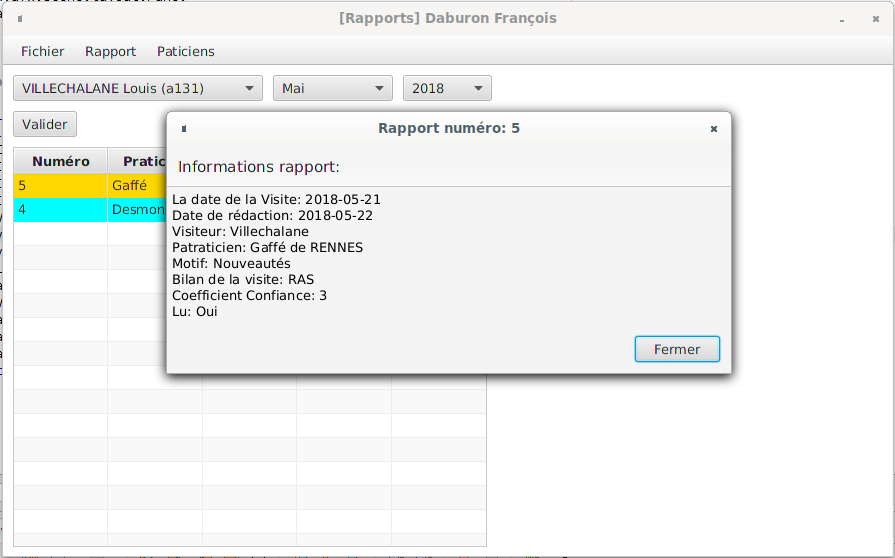 [Rapports] Daburon François
Fichier Rapport Paticiens
VILLECHALANE Louis (a131) Mai 2018
Valider
Rapport numéro: 5
Informations rapport:
Numéro Pratic
5 Gaffé
4 Desmon
La date de la Visite: 2018-05-21
Date de rédaction: 2018-05-22
Visiteur: Villechalane
Patraticien: Gaffé de RENNES
Motif: Nouveautés
Bilan de la visite: RAS
Coefficient Confiance: 3
Lu: Oui
Fermer